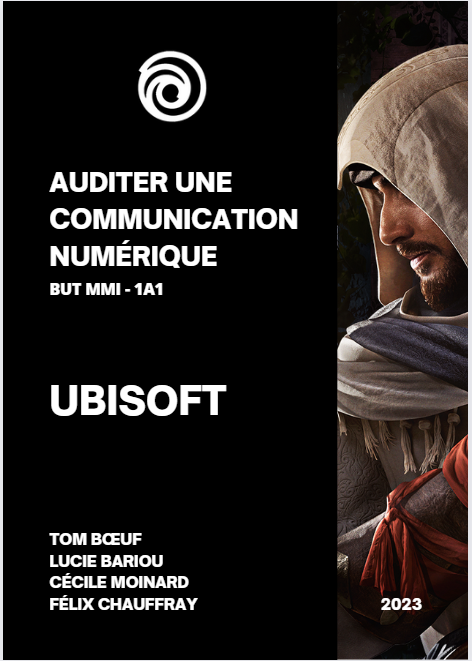 AUDITER UNE
COMMUNICATION
NUMÉRIQUE
BUT MMI - 1A1
UBISOFT
TOM BŒUF
LUCIE BARIOU
CÉCILE MOINARD
FÉLIX CHAUFFRAY
2023